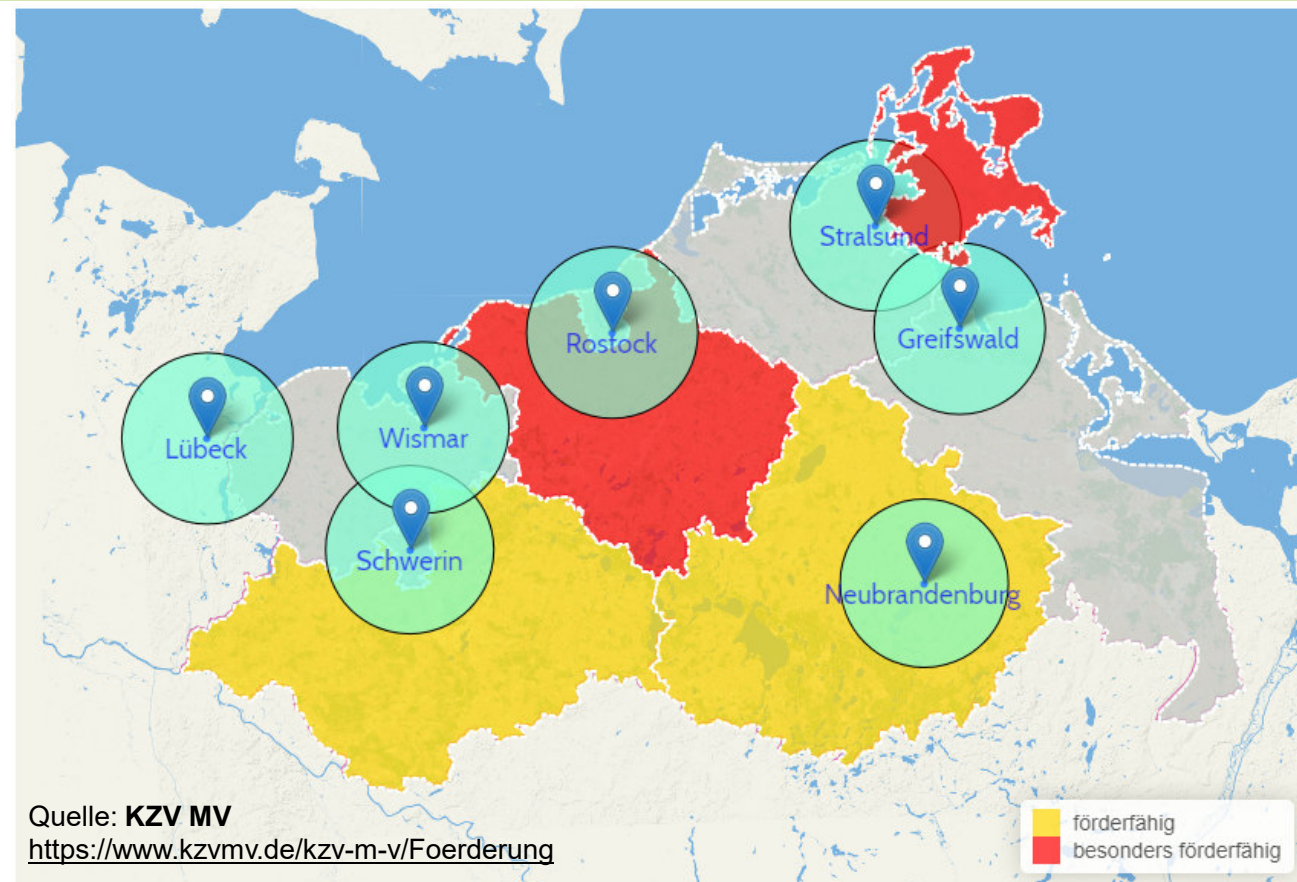 Stralsund
Greifswald
Rostock
Wismar
Lübeck
Schwerin
Neubrandenburg
Quelle: KZV MV
https://www.kzvmv.de/kzv-m-v/Foerderung
förderfähig
besonders förderfähig